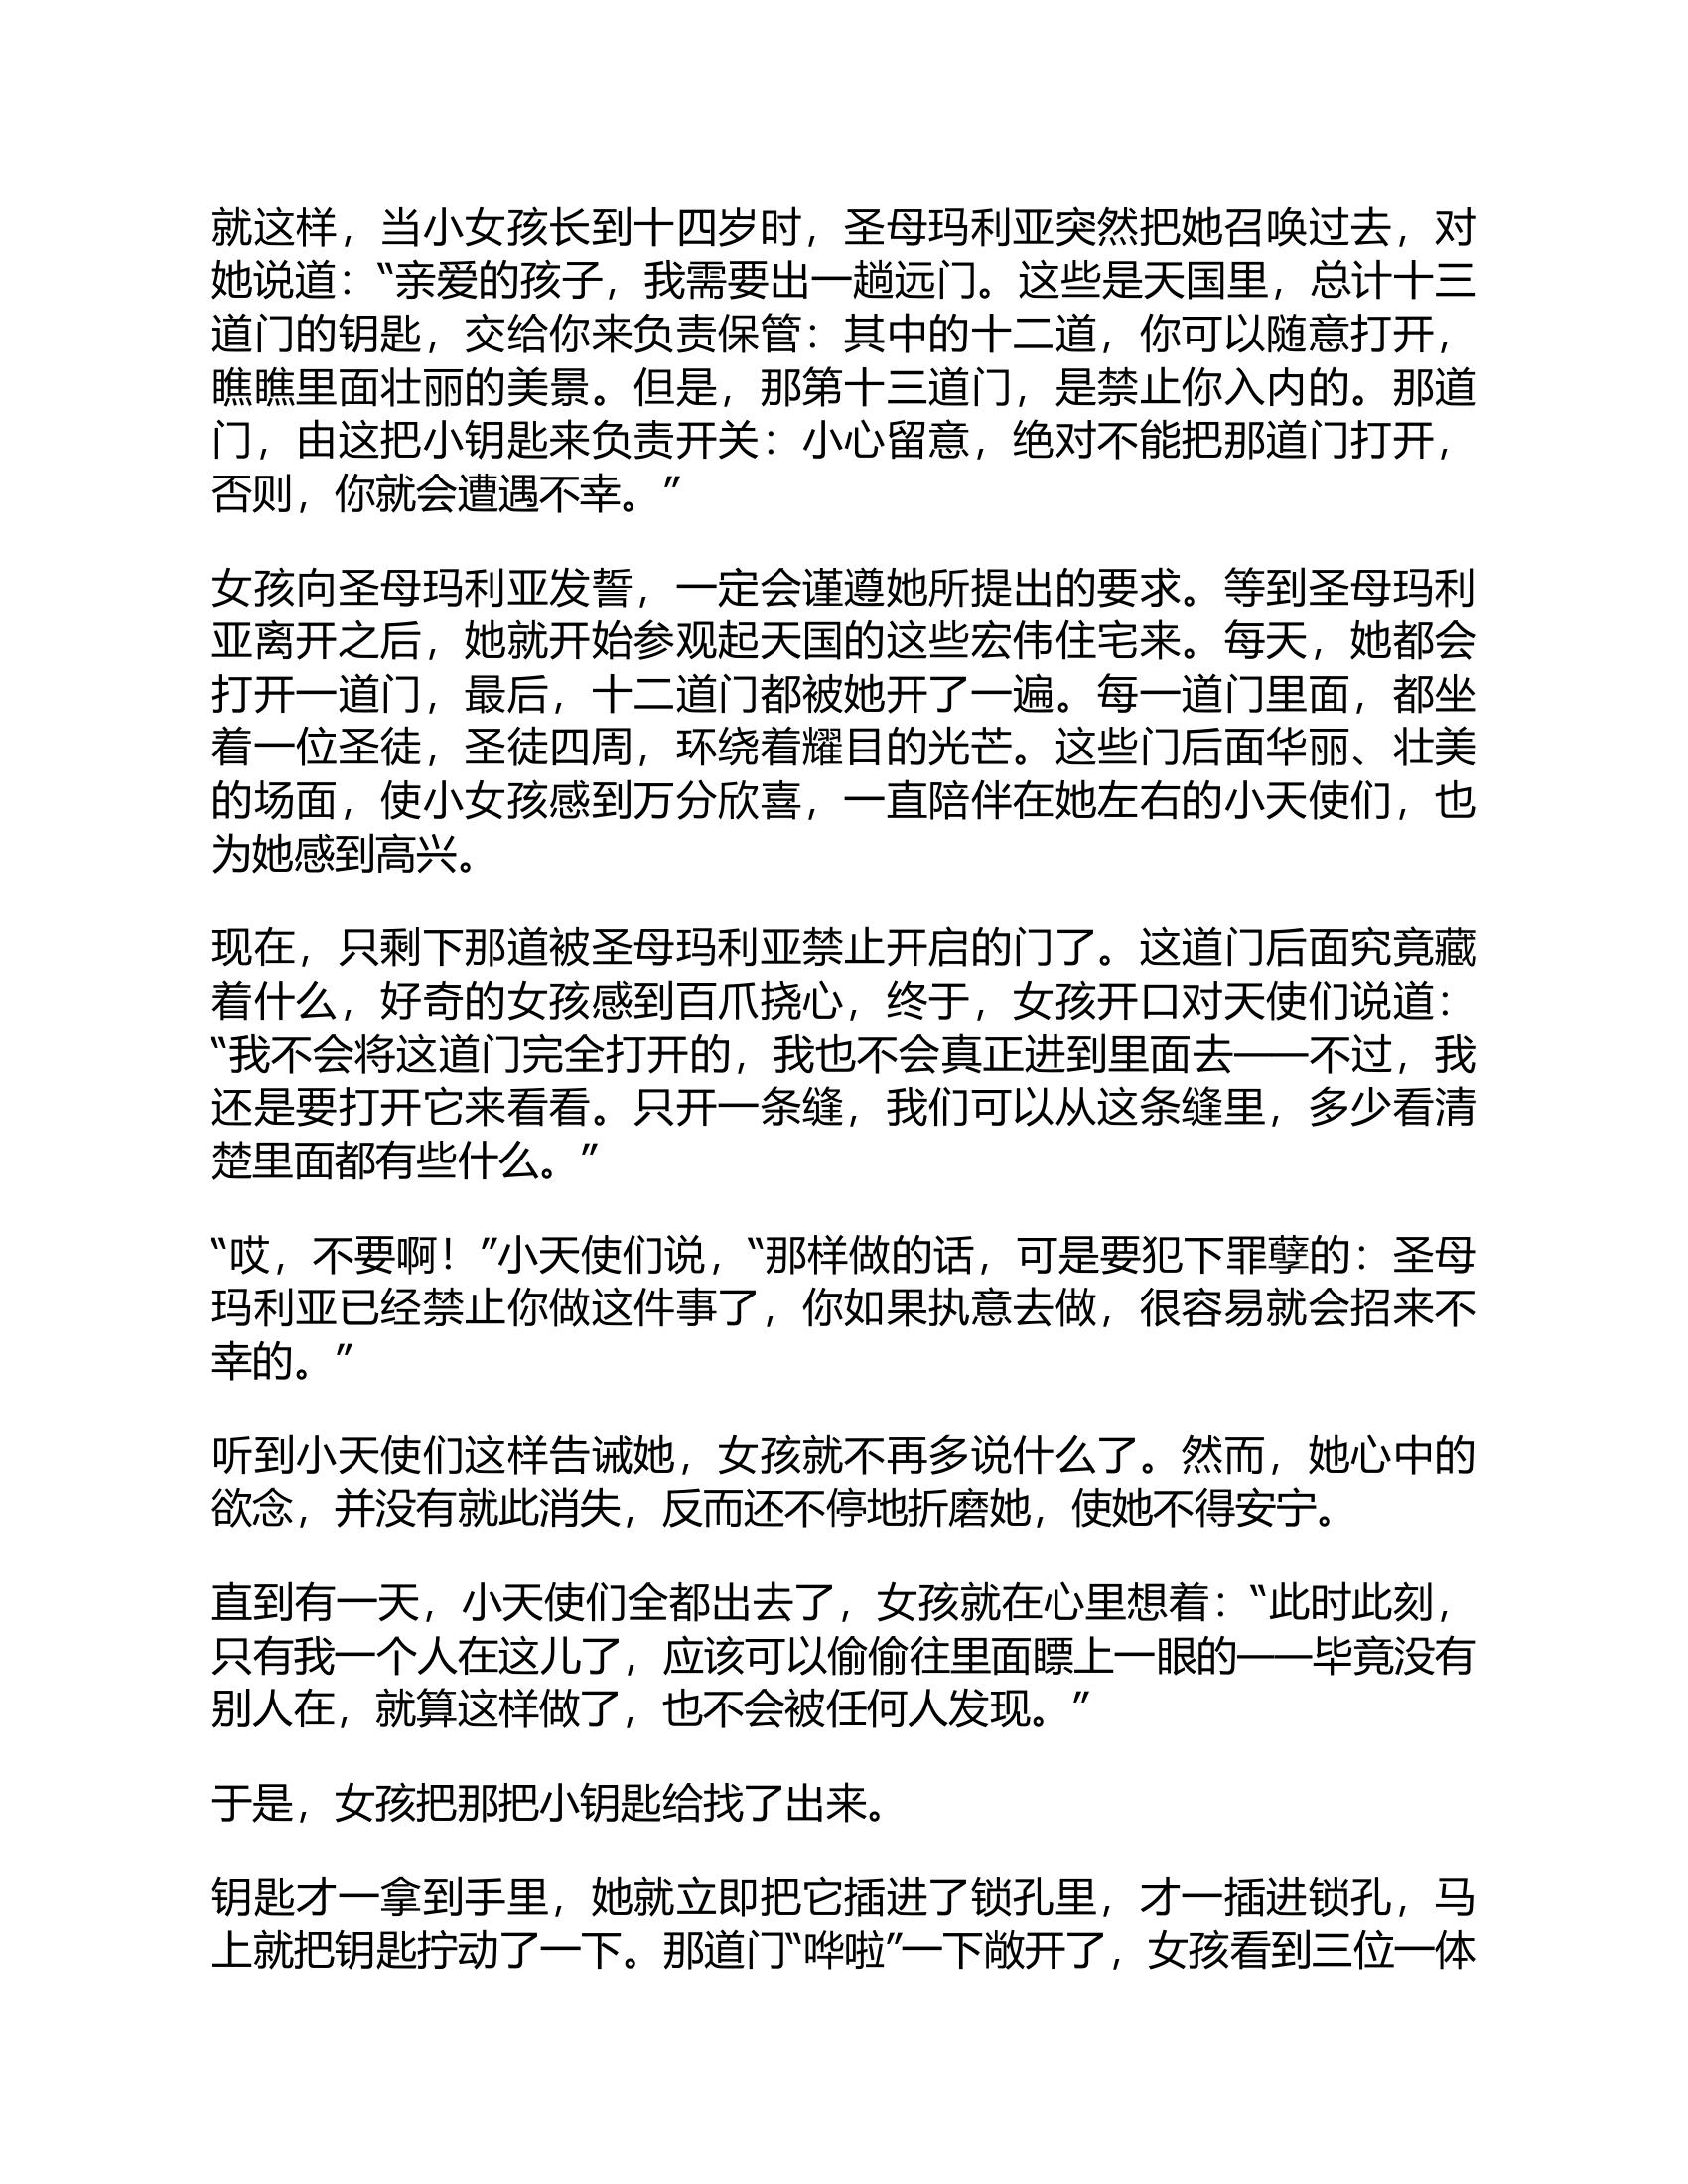 就这样，当小女孩长到十四岁时，圣母玛利亚突然把她召唤过去，对
她说道：“亲爱的孩子，我需要出一趟远门。这些是天国里，总计十三
道门的钥匙，交给你来负责保管：其中的十二道，你可以随意打开，
瞧瞧里面壮丽的美景。但是，那第十三道门，是禁止你入内的。那道
门，由这把小钥匙来负责开关：小心留意，绝对不能把那道门打开，
否则，你就会遭遇不幸。”
女孩向圣母玛利亚发誓，一定会谨遵她所提出的要求。等到圣母玛利
亚离开之后，她就开始参观起天国的这些宏伟住宅来。每天，她都会
打开一道门，最后，十二道门都被她开了一遍。每一道门里面，都坐
着一位圣徒，圣徒四周，环绕着耀目的光芒。这些门后面华丽、壮美
的场面，使小女孩感到万分欣喜，一直陪伴在她左右的小天使们，也
为她感到高兴。
现在，只剩下那道被圣母玛利亚禁止开启的门了。这道门后面究竟藏
着什么，好奇的女孩感到百爪挠心，终于，女孩开口对天使们说道：
“我不会将这道门完全打开的，我也不会真正进到里面去——不过，我
还是要打开它来看看。只开一条缝，我们可以从这条缝里，多少看清
楚里面都有些什么。”
“哎，不要啊！”小天使们说，“那样做的话，可是要犯下罪孽的：圣母
玛利亚已经禁止你做这件事了，你如果执意去做，很容易就会招来不
幸的。”
听到小天使们这样告诫她，女孩就不再多说什么了。然而，她心中的
欲念，并没有就此消失，反而还不停地折磨她，使她不得安宁。
直到有一天，小天使们全都出去了，女孩就在心里想着：“此时此刻，
只有我一个人在这儿了，应该可以偷偷往里面瞟上一眼的——毕竟没有
别人在，就算这样做了，也不会被任何人发现。”
于是，女孩把那把小钥匙给找了出来。
钥匙才一拿到手里，她就立即把它插进了锁孔里，才一插进锁孔，马
上就把钥匙拧动了一下。那道门“哗啦”一下敞开了，女孩看到三位一体